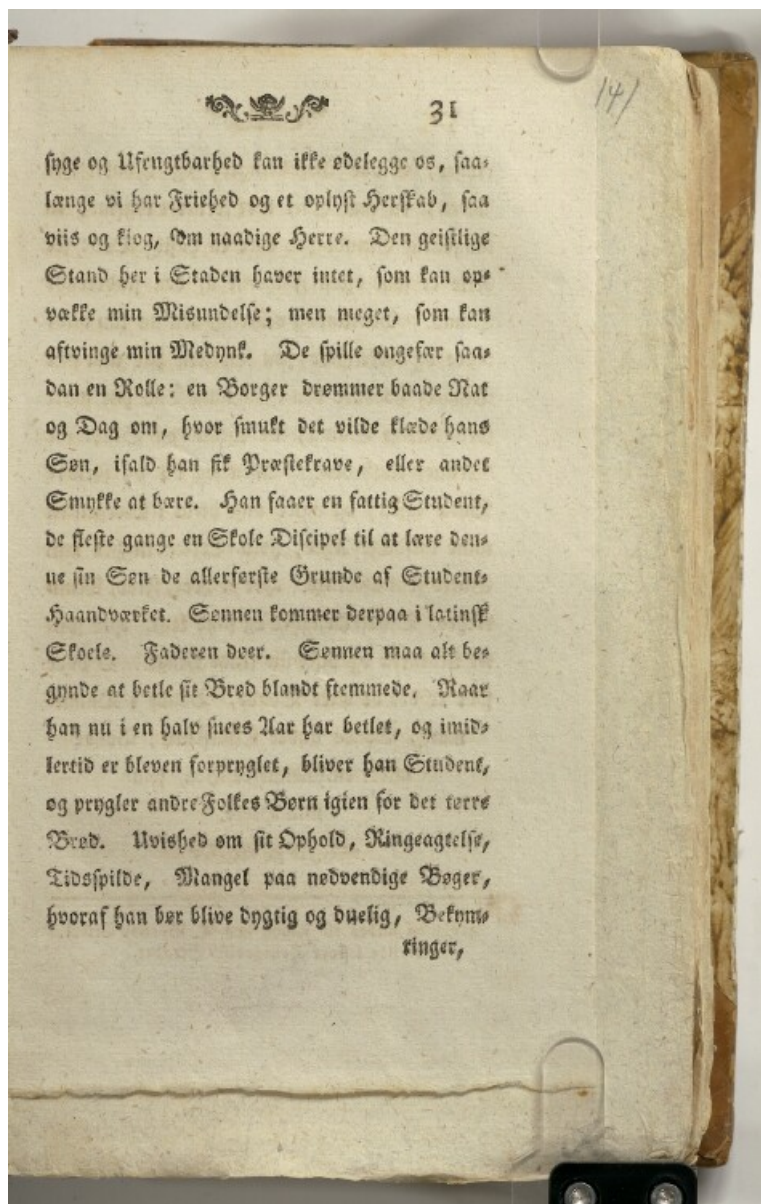 31
141
syge og Ufrugtbarhed kan ikke ødelegge os, saa-
længe vi har Friehed og et oplyst Herskab, saa
viis og klog, som naadige Herre. Den geistlige
Stand her i Staden haver intet, som kan op-
vække min Misundelse; men meget, som kan
aftvinge min Medynk. De spille ongefær saa-
dan en Rolle: en Borger drømmer baade Nat
og Dag om, hvor smukt det vilde klæde hans
Søn, ifald han fik Præstekrave, eller andet
Smykke at bære. Han faaer en fattig Student,
de fleste gange en Skole Discipel til at lære den-
ne sin Søn de allerførste Grunde af Student-
Haandværket. Sønnen kommer derpaa i latinsk
Skoele. Faderen døer. Sønnen maa alt be-
gynde at betle sit Brød blandt fremmede. Naar
han nu i en halv snees Aar har betlet, og imid-
lertid er bleven forpryglet, bliver han Student,
og prygler andre Folkes Børn igien for det tørre
Brød. Uvished om sit Ophold, Ringeagtelse,
Tidsspilde, Mangel paa nødvendige Bøger,
hvoraf han bør blive dygtig og duelig, Bekym-
ringer,